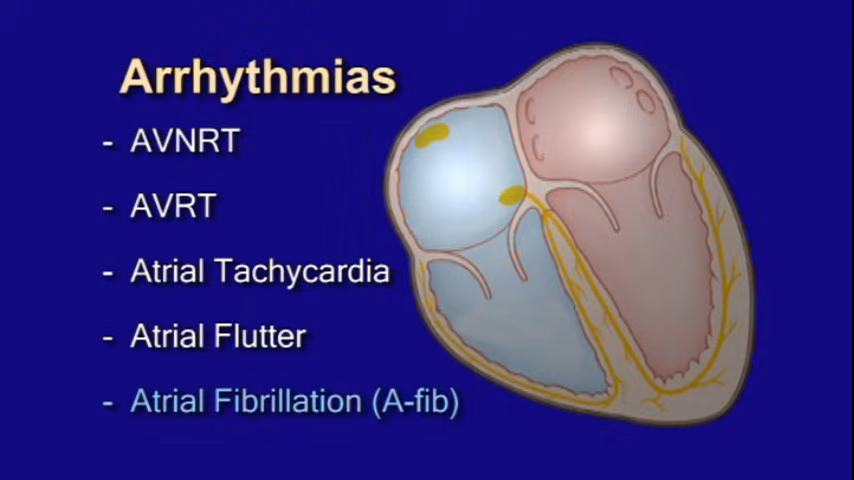 Arrhythmias
- AVNRT
- AVRT
- Atrial Tachycardia
- Atrial Flutter
- Atrial Fibrillation (A-fib)